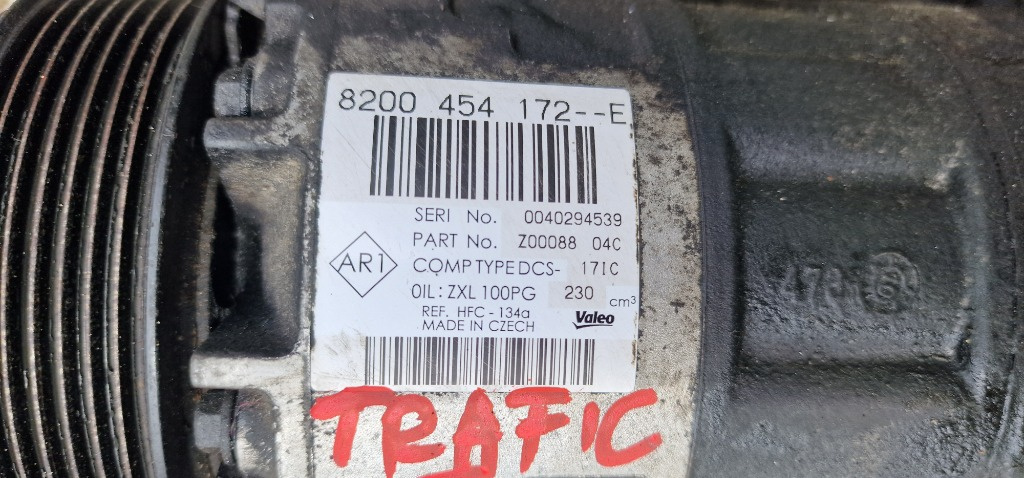 8200 454 172--E
SERI No. 0040294539
PART No. Z00088 04C
COMP TYPE DCS- 17IC
OIL: ZXL 100PG 230 cm³
REF. HFC - 134a
MADE IN CZECH
Valeo
AR1
TRAFIC